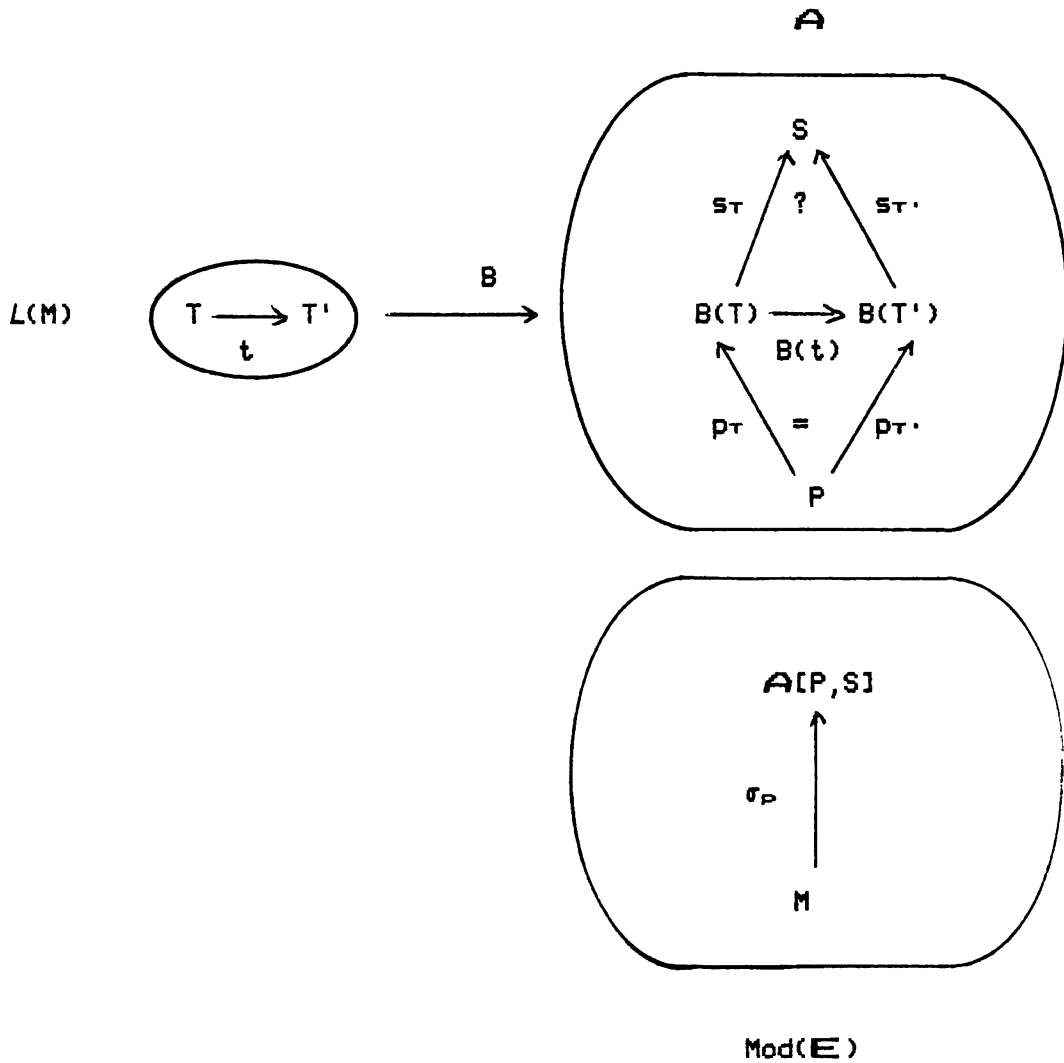 A
S
sT ? sT'
B
L(M) T T' B(T) B(T')
t B(t)
pT = pT'
P
A[P,S]
σP
M
Mod(E)